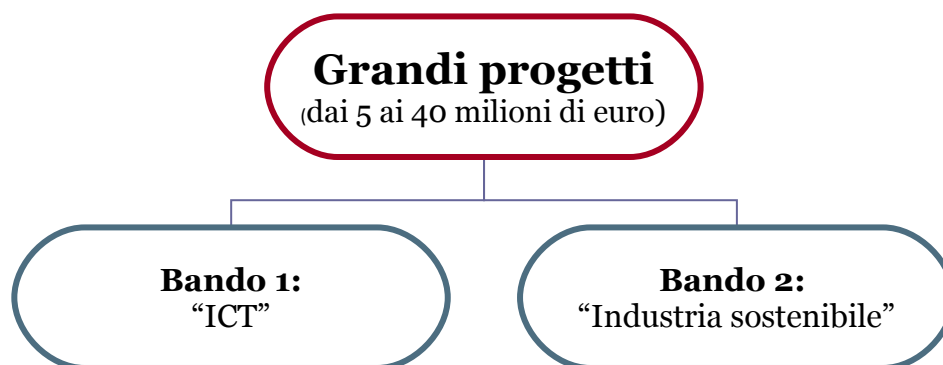 Grandi progetti
(dai 5 ai 40 milioni di euro)
Bando 1:
“ICT”
Bando 2:
“Industria sostenibile”